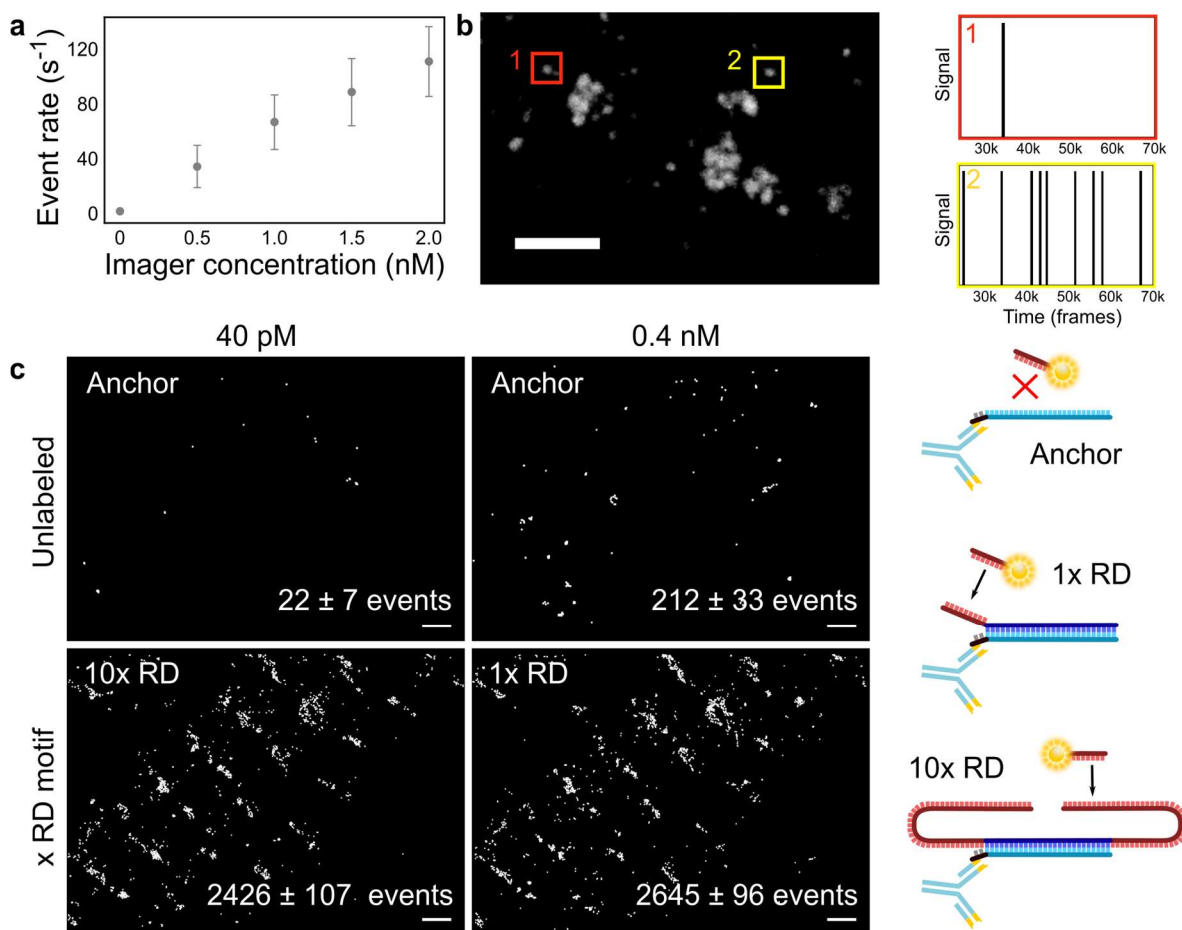 a
Event rate (s⁻¹)
120
80
40
0
0 0.5 1.0 1.5 2.0
Imager concentration (nM)
b
1
2
1
Signal
30k 40k 50k 60k 70k
2
Signal
30k 40k 50k 60k 70k
Time (frames)
40 pM 0.4 nM
c
Unlabeled
Anchor
22 ± 7 events
Anchor
212 ± 33 events
x RD motif
10x RD
2426 ± 107 events
1x RD
2645 ± 96 events
Anchor
1x RD
10x RD